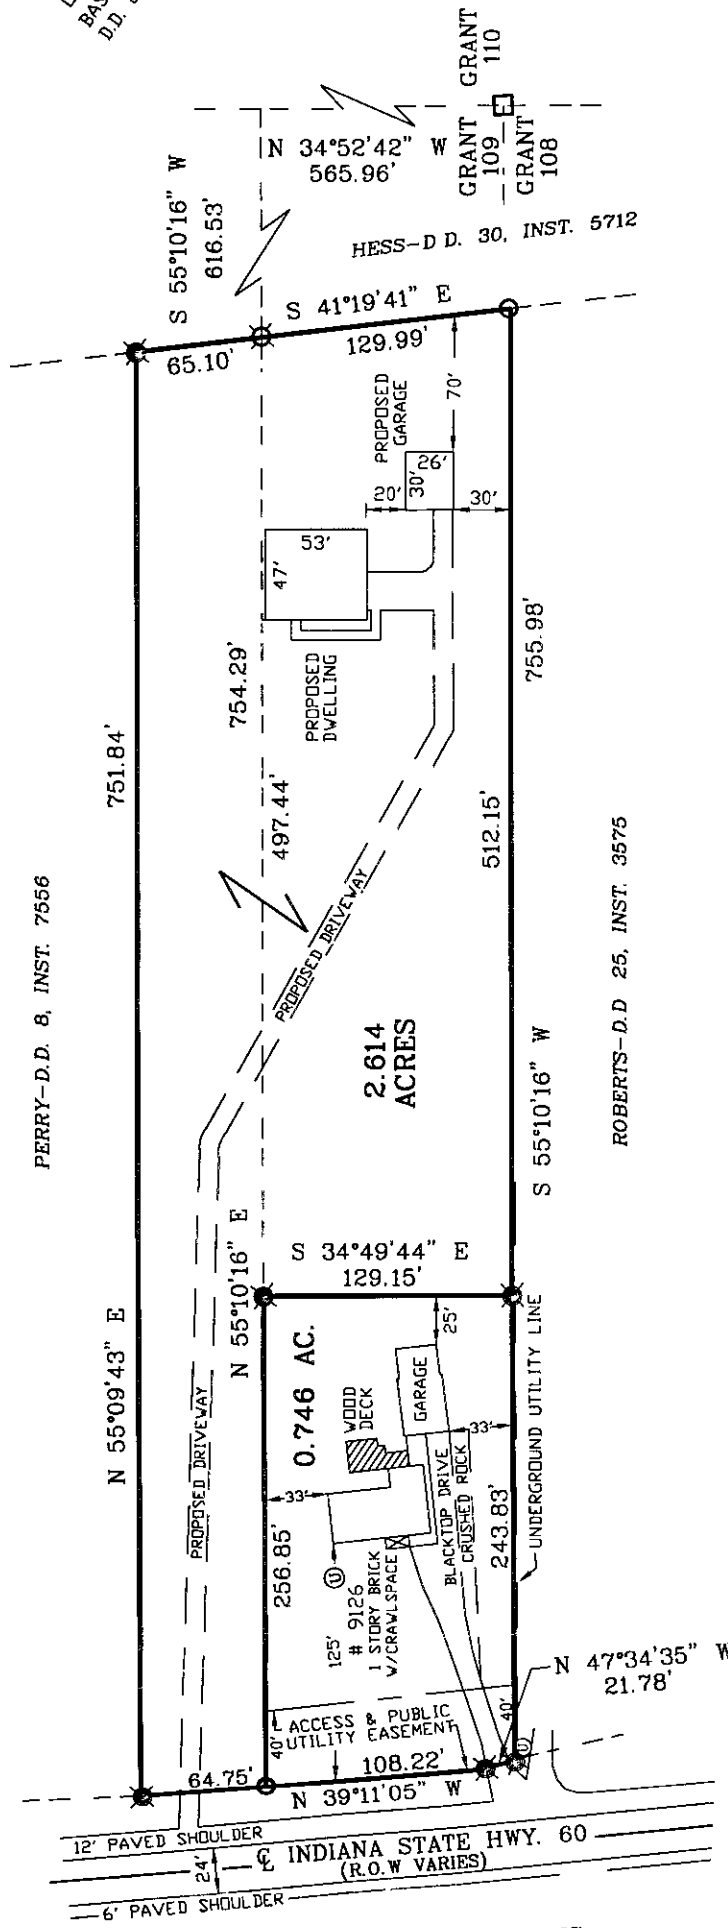 BAS
D.D.
GRANT
110
GRANT
109
GRANT
108
N 34°52'42" W
565.96'
S 55°10'16" W
616.53'
HESS-D D. 30, INST. 5712
S 41°19'41" E
65.10'
129.99'
70'
PROPOSED
GARAGE
26'
30'
20'
30'
53'
47'
PROPOSED
DWELLING
754.29'
755.98'
751.84'
497.44'
512.15'
PROPOSED DRIVEWAY
PERRY-D.D. 8, INST. 7556
ROBERTS-D.D 25, INST. 3575
2.614
ACRES
S 55°10'16" W
N 55°10'16" E
S 34°49'44" E
129.15'
N 55°09'43" E
25'
UNDERGROUND UTILITY LINE
0.746 AC.
WOOD
DECK
GARAGE
33'
33'
PROPOSED DRIVEWAY
BLACKTOP DRIVE
CRUSHED ROCK
243.83'
256.85'
U
125'
# 9126
1 STORY BRICK
W/CRAWLSPACE
N 47°34'35" W
21.78'
40'
ACCESS & PUBLIC
UTILITY EASEMENT
40'
U
64.75'
108.22'
N 39°11'05" W
12' PAVED SHOULDER
24'
℄ INDIANA STATE HWY. 60
(R.O.W VARIES)
6' PAVED SHOULDER